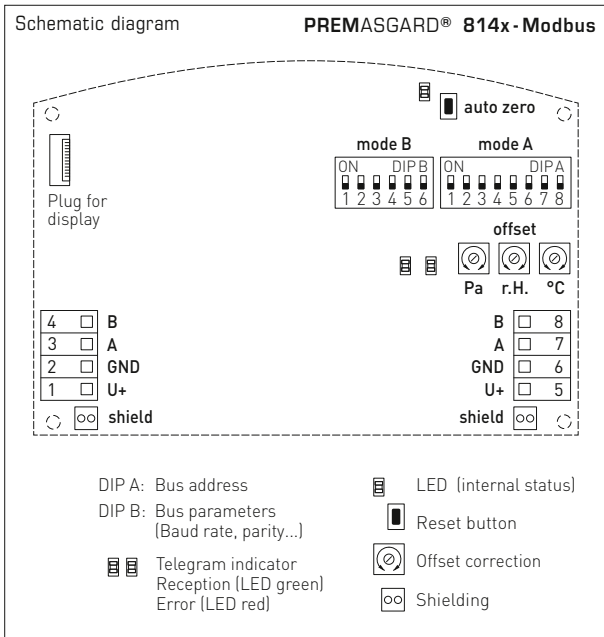 Schematic diagram PREMASGARD® 814x - Modbus
auto zero
mode B mode A
ON DIP B ON DIP A
1 2 3 4 5 6 1 2 3 4 5 6 7 8
Plug for
display
offset
Pa r.H. °C
4 B B 8
3 A A 7
2 GND GND 6
1 U+ U+ 5
shield shield
DIP A: Bus address
DIP B: Bus parameters
(Baud rate, parity...)
Telegram indicator
Reception (LED green)
Error (LED red)
LED (internal status)
Reset button
Offset correction
Shielding